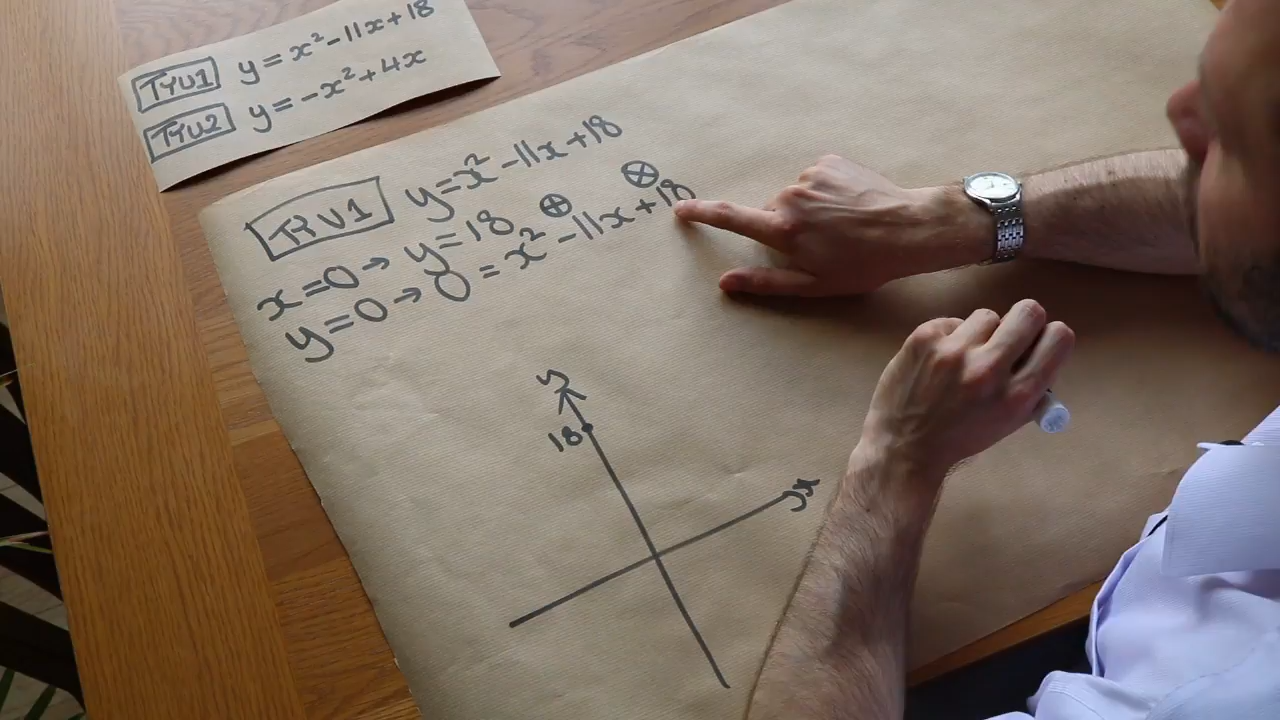 TYU1 y=x²-11x+18
TYU2 y=-x²+4x
TYU1 y=x²-11x+18
x=0→y=18 ⊕ ⊗
y=0→0=x²-11x+18
y
18
x